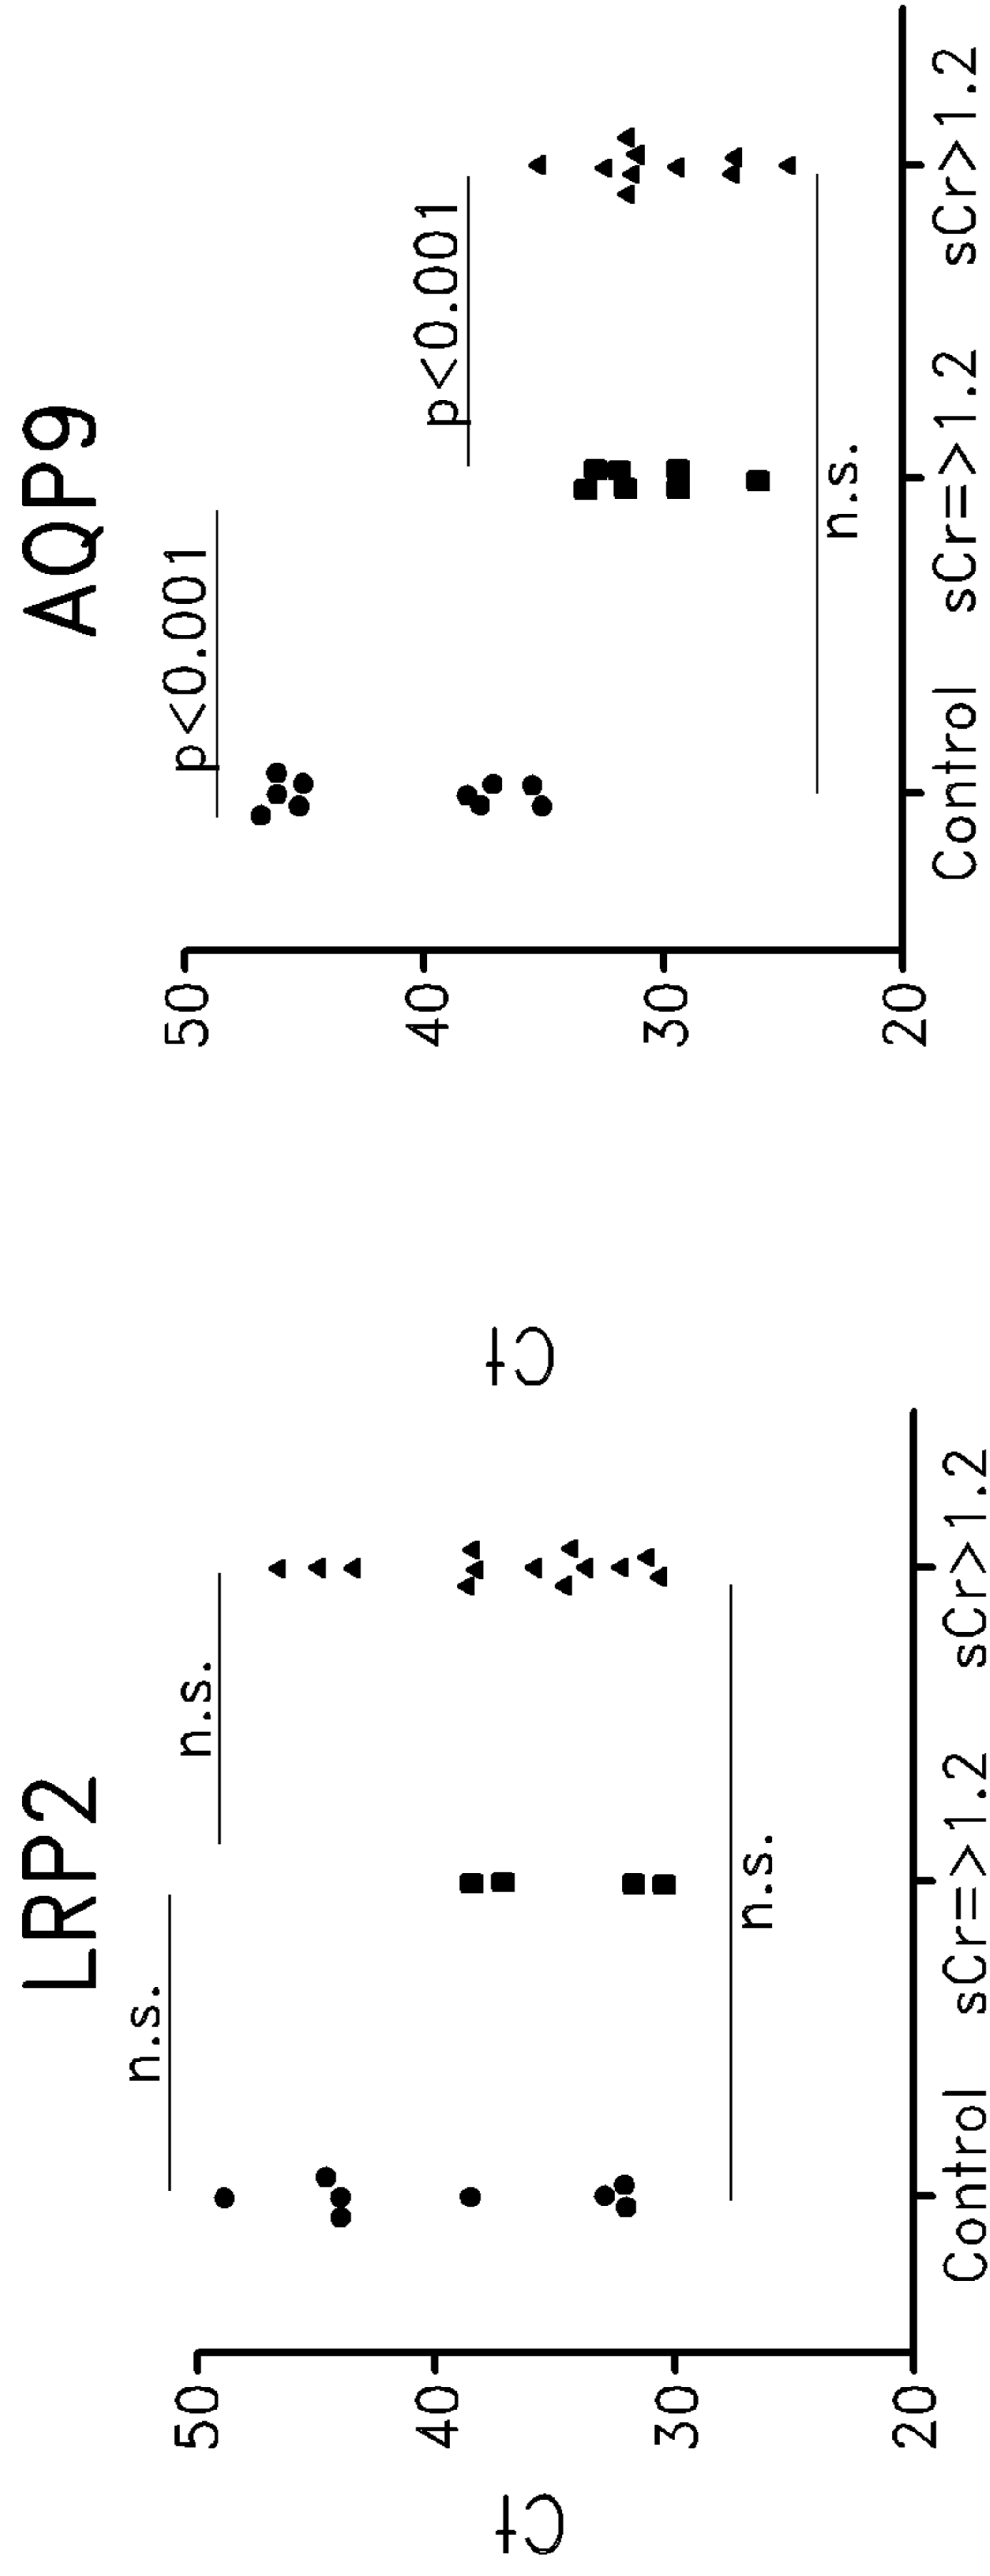 LRP2
n.s.
n.s.
50
40
30
20
Ct
n.s.
Control sCr=>1.2 sCr>1.2
AQP9
p<0.001
p<0.001
50
40
30
20
Ct
n.s.
Control sCr=>1.2 sCr>1.2